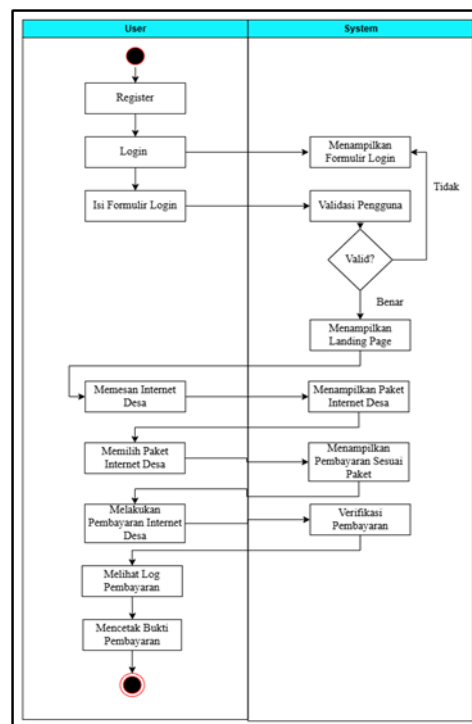 User
System
Register
Login
Menampilkan
Formulir Login
Tidak
Isi Formulir Login
Validasi Pengguna
Valid?
Benar
Menampilkan
Landing Page
Memesan Internet
Desa
Menampilkan Paket
Internet Desa
Memilih Paket
Internet Desa
Menampilkan
Pembayaran Sesuai
Paket
Melakukan
Pembayaran Internet
Desa
Verifikasi
Pembayaran
Melihat Log
Pembayaran
Mencetak Bukti
Pembayaran